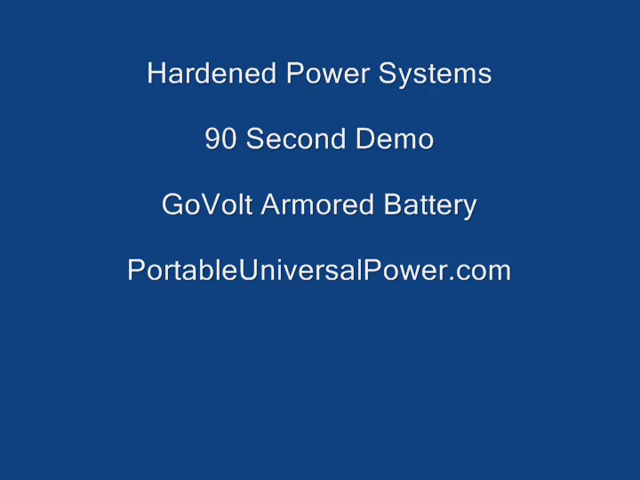 Hardened Power Systems
90 Second Demo
GoVolt Armored Battery
PortableUniversalPower.com